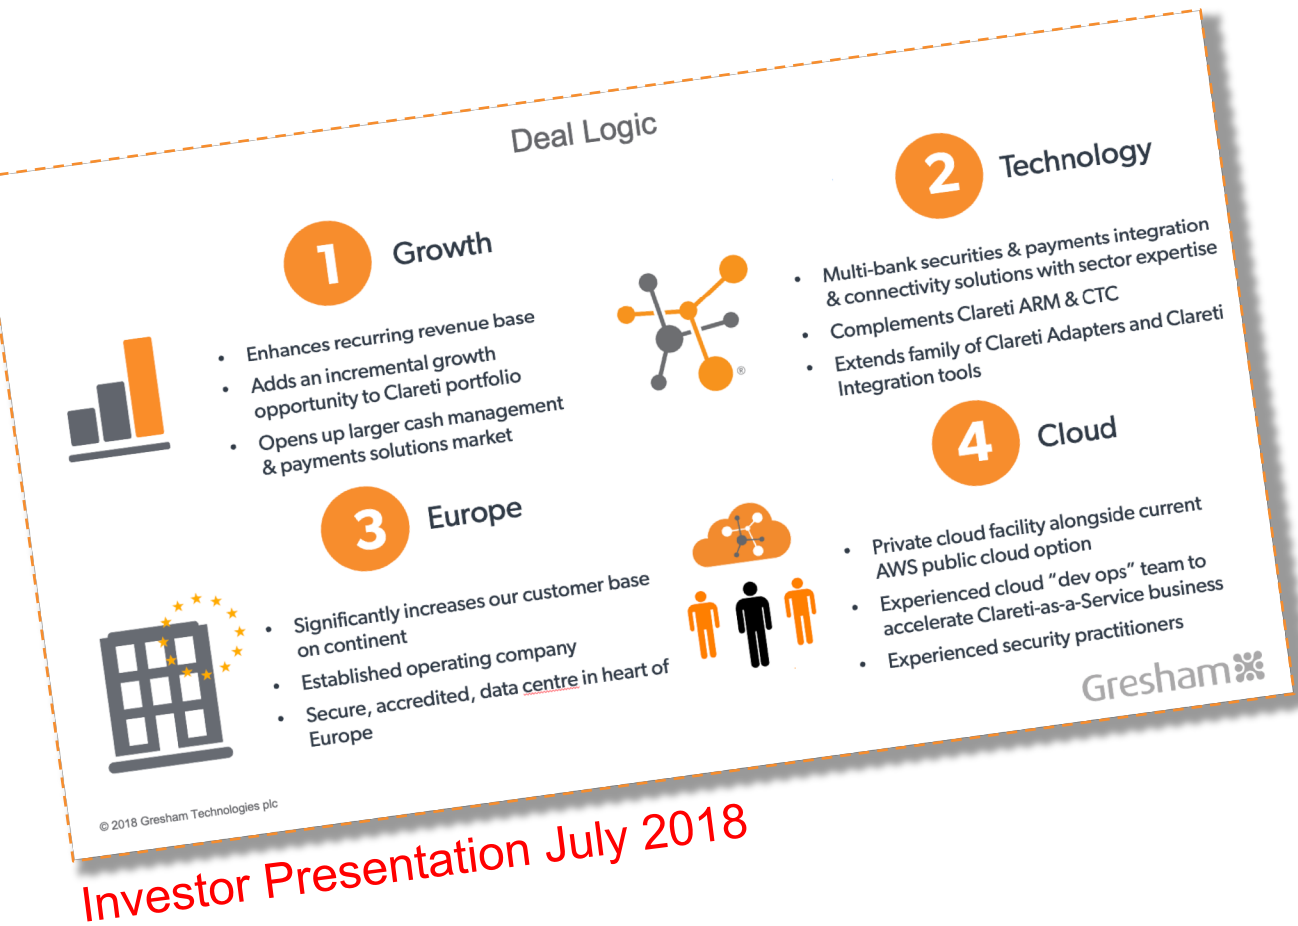 Deal Logic
1 Growth
• Enhances recurring revenue base
• Adds an incremental growth
opportunity to Clareti portfolio
• Opens up larger cash management
& payments solutions market
2 Technology
• Multi-bank securities & payments integration
& connectivity solutions with sector expertise
• Complements Clareti ARM & CTC
• Extends family of Clareti Adapters and Clareti
Integration tools
®
3 Europe
• Significantly increases our customer base
on continent
• Established operating company
• Secure, accredited, data centre in heart of
Europe
4 Cloud
• Private cloud facility alongside current
AWS public cloud option
• Experienced cloud “dev ops” team to
accelerate Clareti-as-a-Service business
• Experienced security practitioners
Gresham
© 2018 Gresham Technologies plc
Investor Presentation July 2018